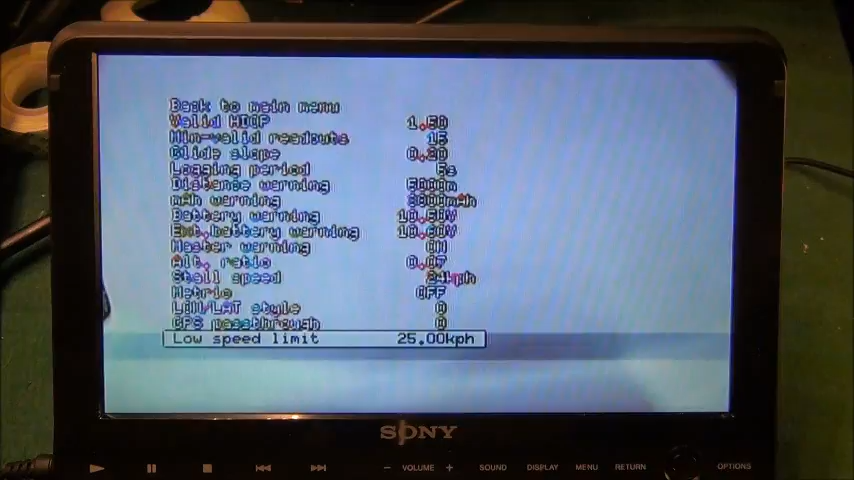 Back to main menu
Valid HDOP 1.50
Min-valid readouts 15
Glide slope 0.20
Logging period 5s
Distance warning 5000m
mAh warning 3800mAh
Battery warning 10.60V
Ext.battery warning 10.60V
Master warning ON
Alt. ratio 0.07
Stall speed 24kph
Metric OFF
LON/LAT style 0
GPS passthrough 0
Low speed limit 25.00kph
SONY
- VOLUME + SOUND DISPLAY MENU RETURN OPTIONS